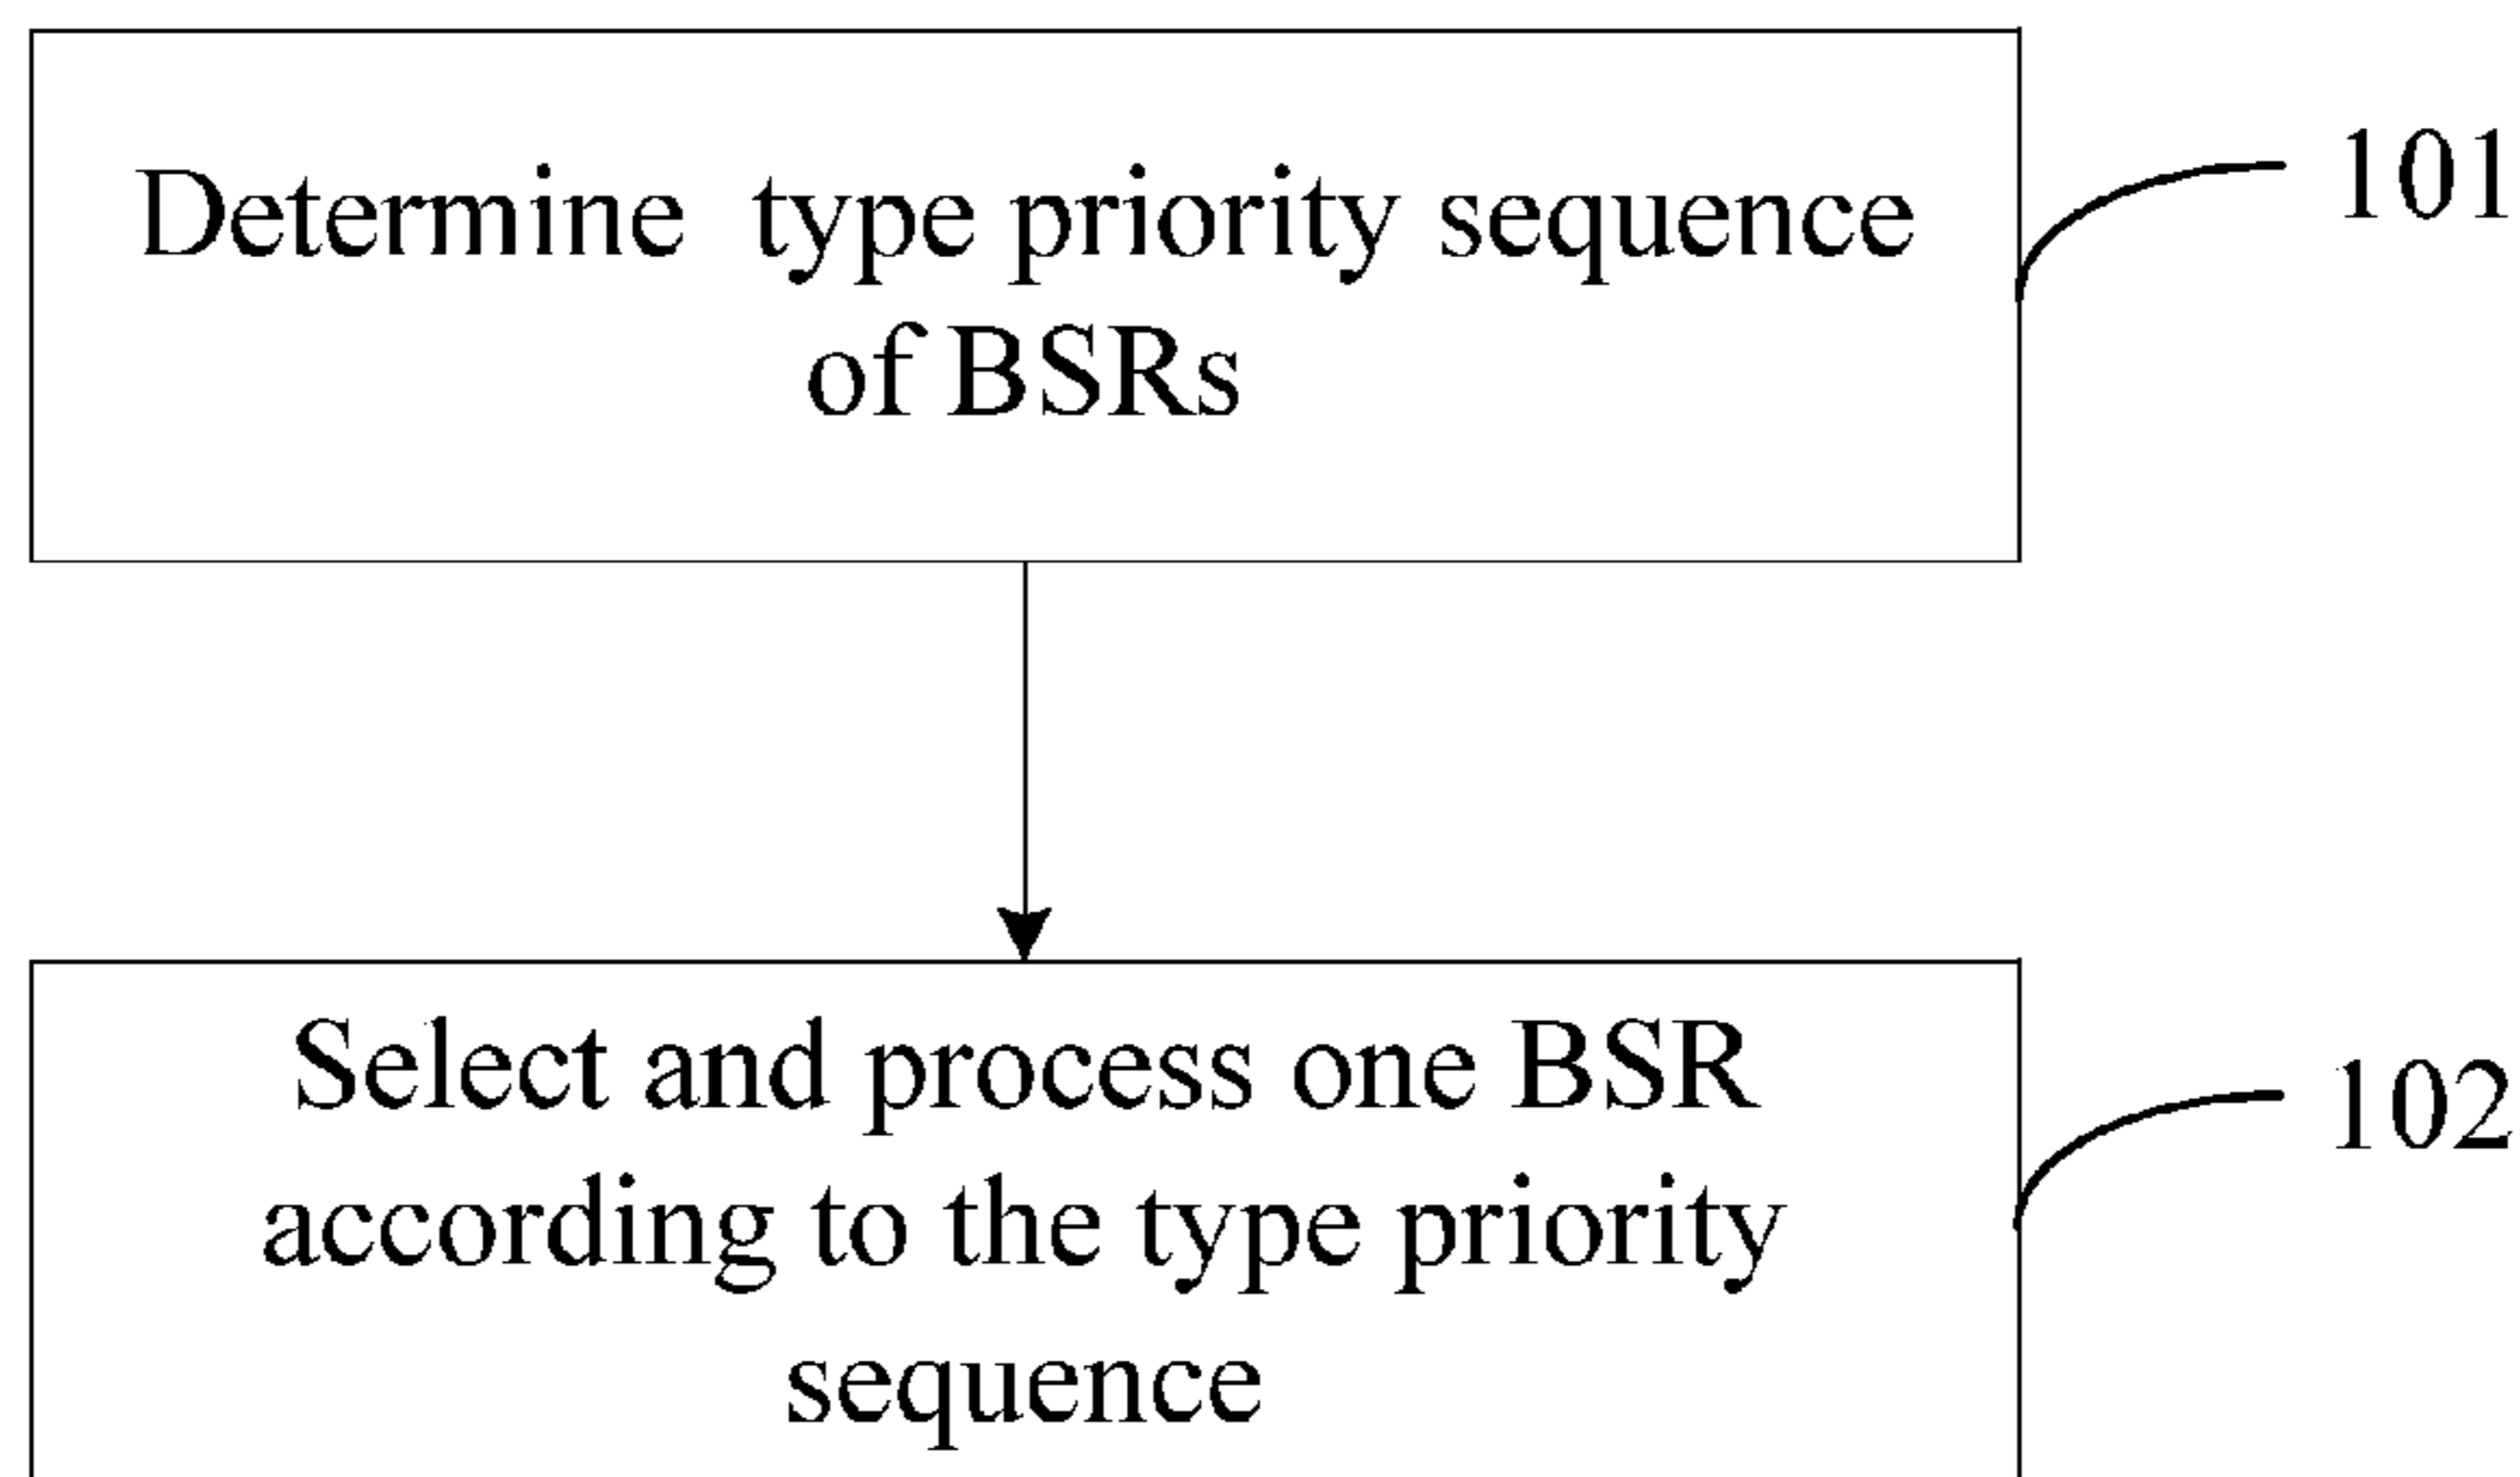 Determine type priority sequence
of BSRs
101
Select and process one BSR
according to the type priority
sequence
102